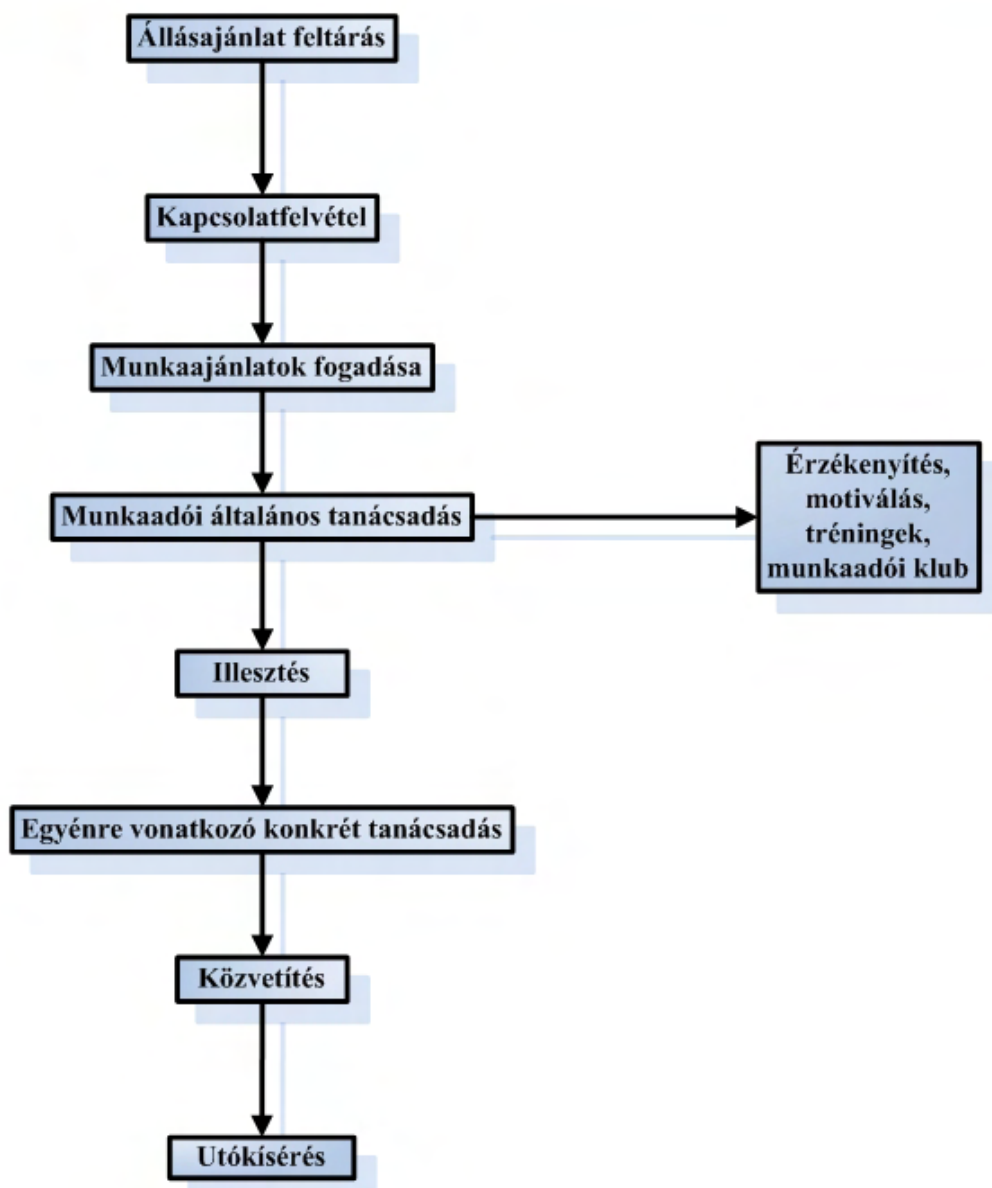 Állásajánlat feltárás
Kapcsolatfelvétel
Munkaajánlatok fogadása
Munkaadói általános tanácsadás
Érzékenyítés,
motiválás,
tréningek,
munkaadói klub
Illesztés
Egyénre vonatkozó konkrét tanácsadás
Közvetítés
Utókísérés